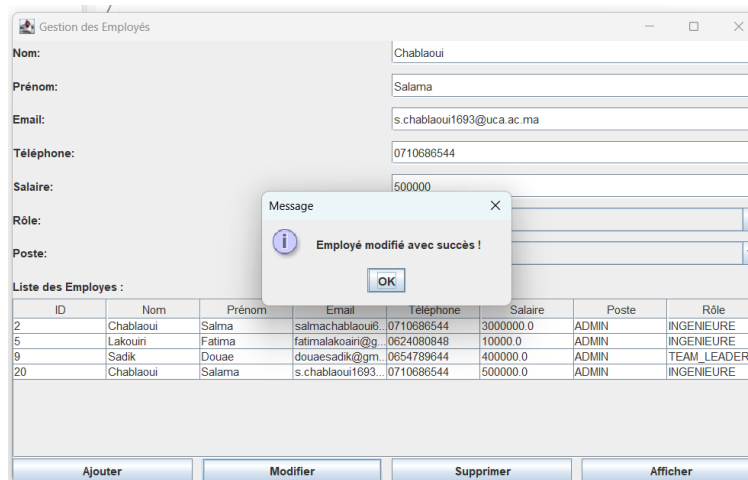 Gestion des Employés
Nom:
Chablaoui
Prénom:
Salama
Email:
s.chablaoui1693@uca.ac.ma
Téléphone:
0710686544
Salaire:
500000
Message
Rôle:
Employé modifié avec succès !
Poste:
OK
Liste des Employes :
ID Nom Prénom Email Téléphone Salaire Poste Rôle
2 Chablaoui Salma salmachablaoui6... 0710686544 3000000.0 ADMIN INGENIEURE
5 Lakouiri Fatima fatimalakoairi@g... 0624080848 10000.0 ADMIN INGENIEURE
9 Sadik Douae douaesadik@gm... 0654789644 400000.0 ADMIN TEAM_LEADER
20 Chablaoui Salama s.chablaoui1693... 0710686544 500000.0 ADMIN INGENIEURE
Ajouter Modifier Supprimer Afficher